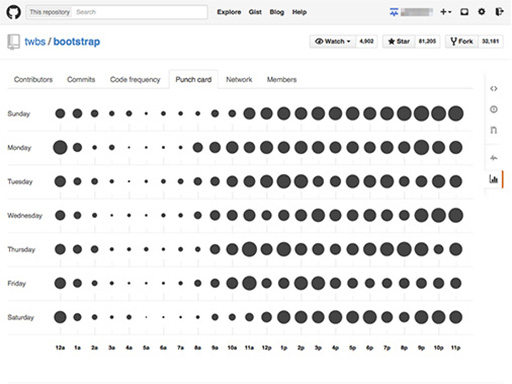 This repository Search Explore Gist Blog Help
twbs / bootstrap Watch 4,902 Star 81,205 Fork 32,181
Contributors Commits Code frequency Punch card Network Members
Sunday
Monday
Tuesday
Wednesday
Thursday
Friday
Saturday
12a 1a 2a 3a 4a 5a 6a 7a 8a 9a 10a 11a 12p 1p 2p 3p 4p 5p 6p 7p 8p 9p 10p 11p